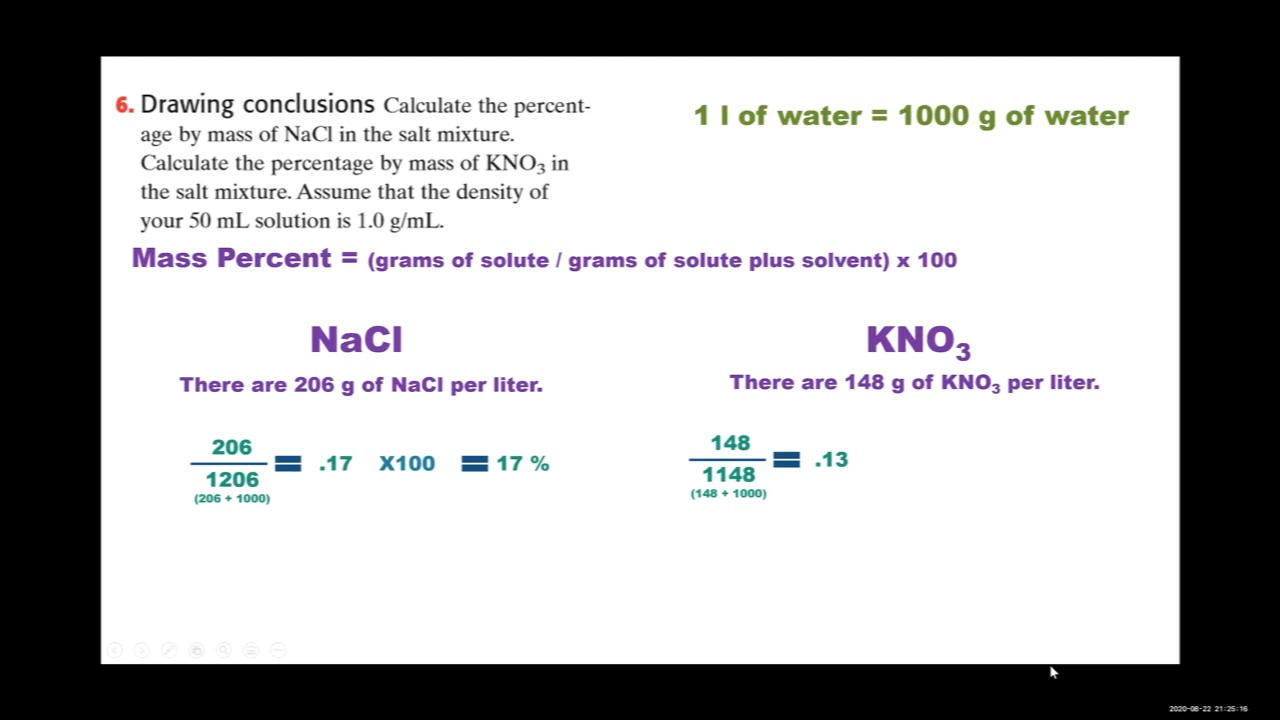 6. Drawing conclusions Calculate the percent-
age by mass of NaCl in the salt mixture.
Calculate the percentage by mass of KNO₃ in
the salt mixture. Assume that the density of
your 50 mL solution is 1.0 g/mL.
1 l of water = 1000 g of water
Mass Percent = (grams of solute / grams of solute plus solvent) x 100
NaCl
There are 206 g of NaCl per liter.
206
1206
(206 + 1000)
= .17 X100 = 17 %
KNO₃
There are 148 g of KNO₃ per liter.
148
1148
(148 + 1000)
= .13
2020-08-22 21:25:16